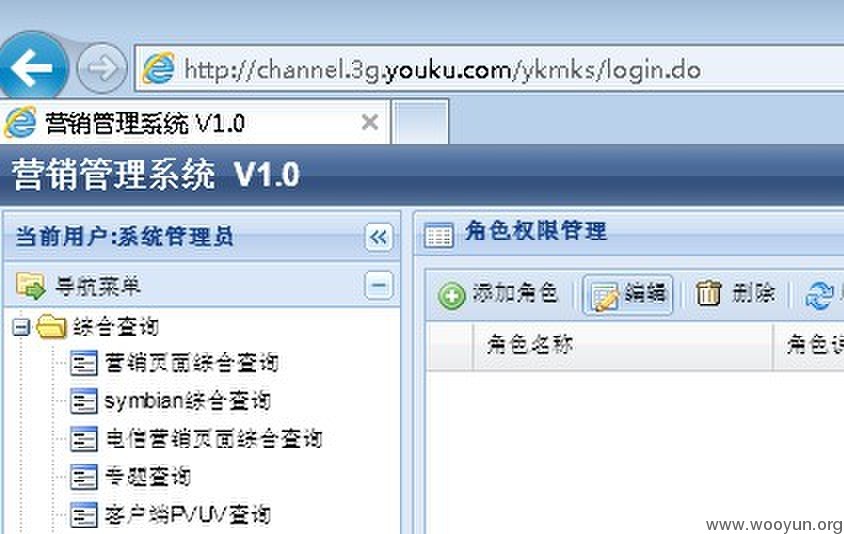 http://channel.3g.youku.com/ykmks/login.do
营销管理系统 V1.0
营销管理系统 V1.0
当前用户:系统管理员
角色权限管理
导航菜单
添加角色 编辑 删除
综合查询
角色名称 角色
营销页面综合查询
symbian综合查询
电信营销页面综合查询
专题查询
客户端PVUV查询
www.wooyun.org